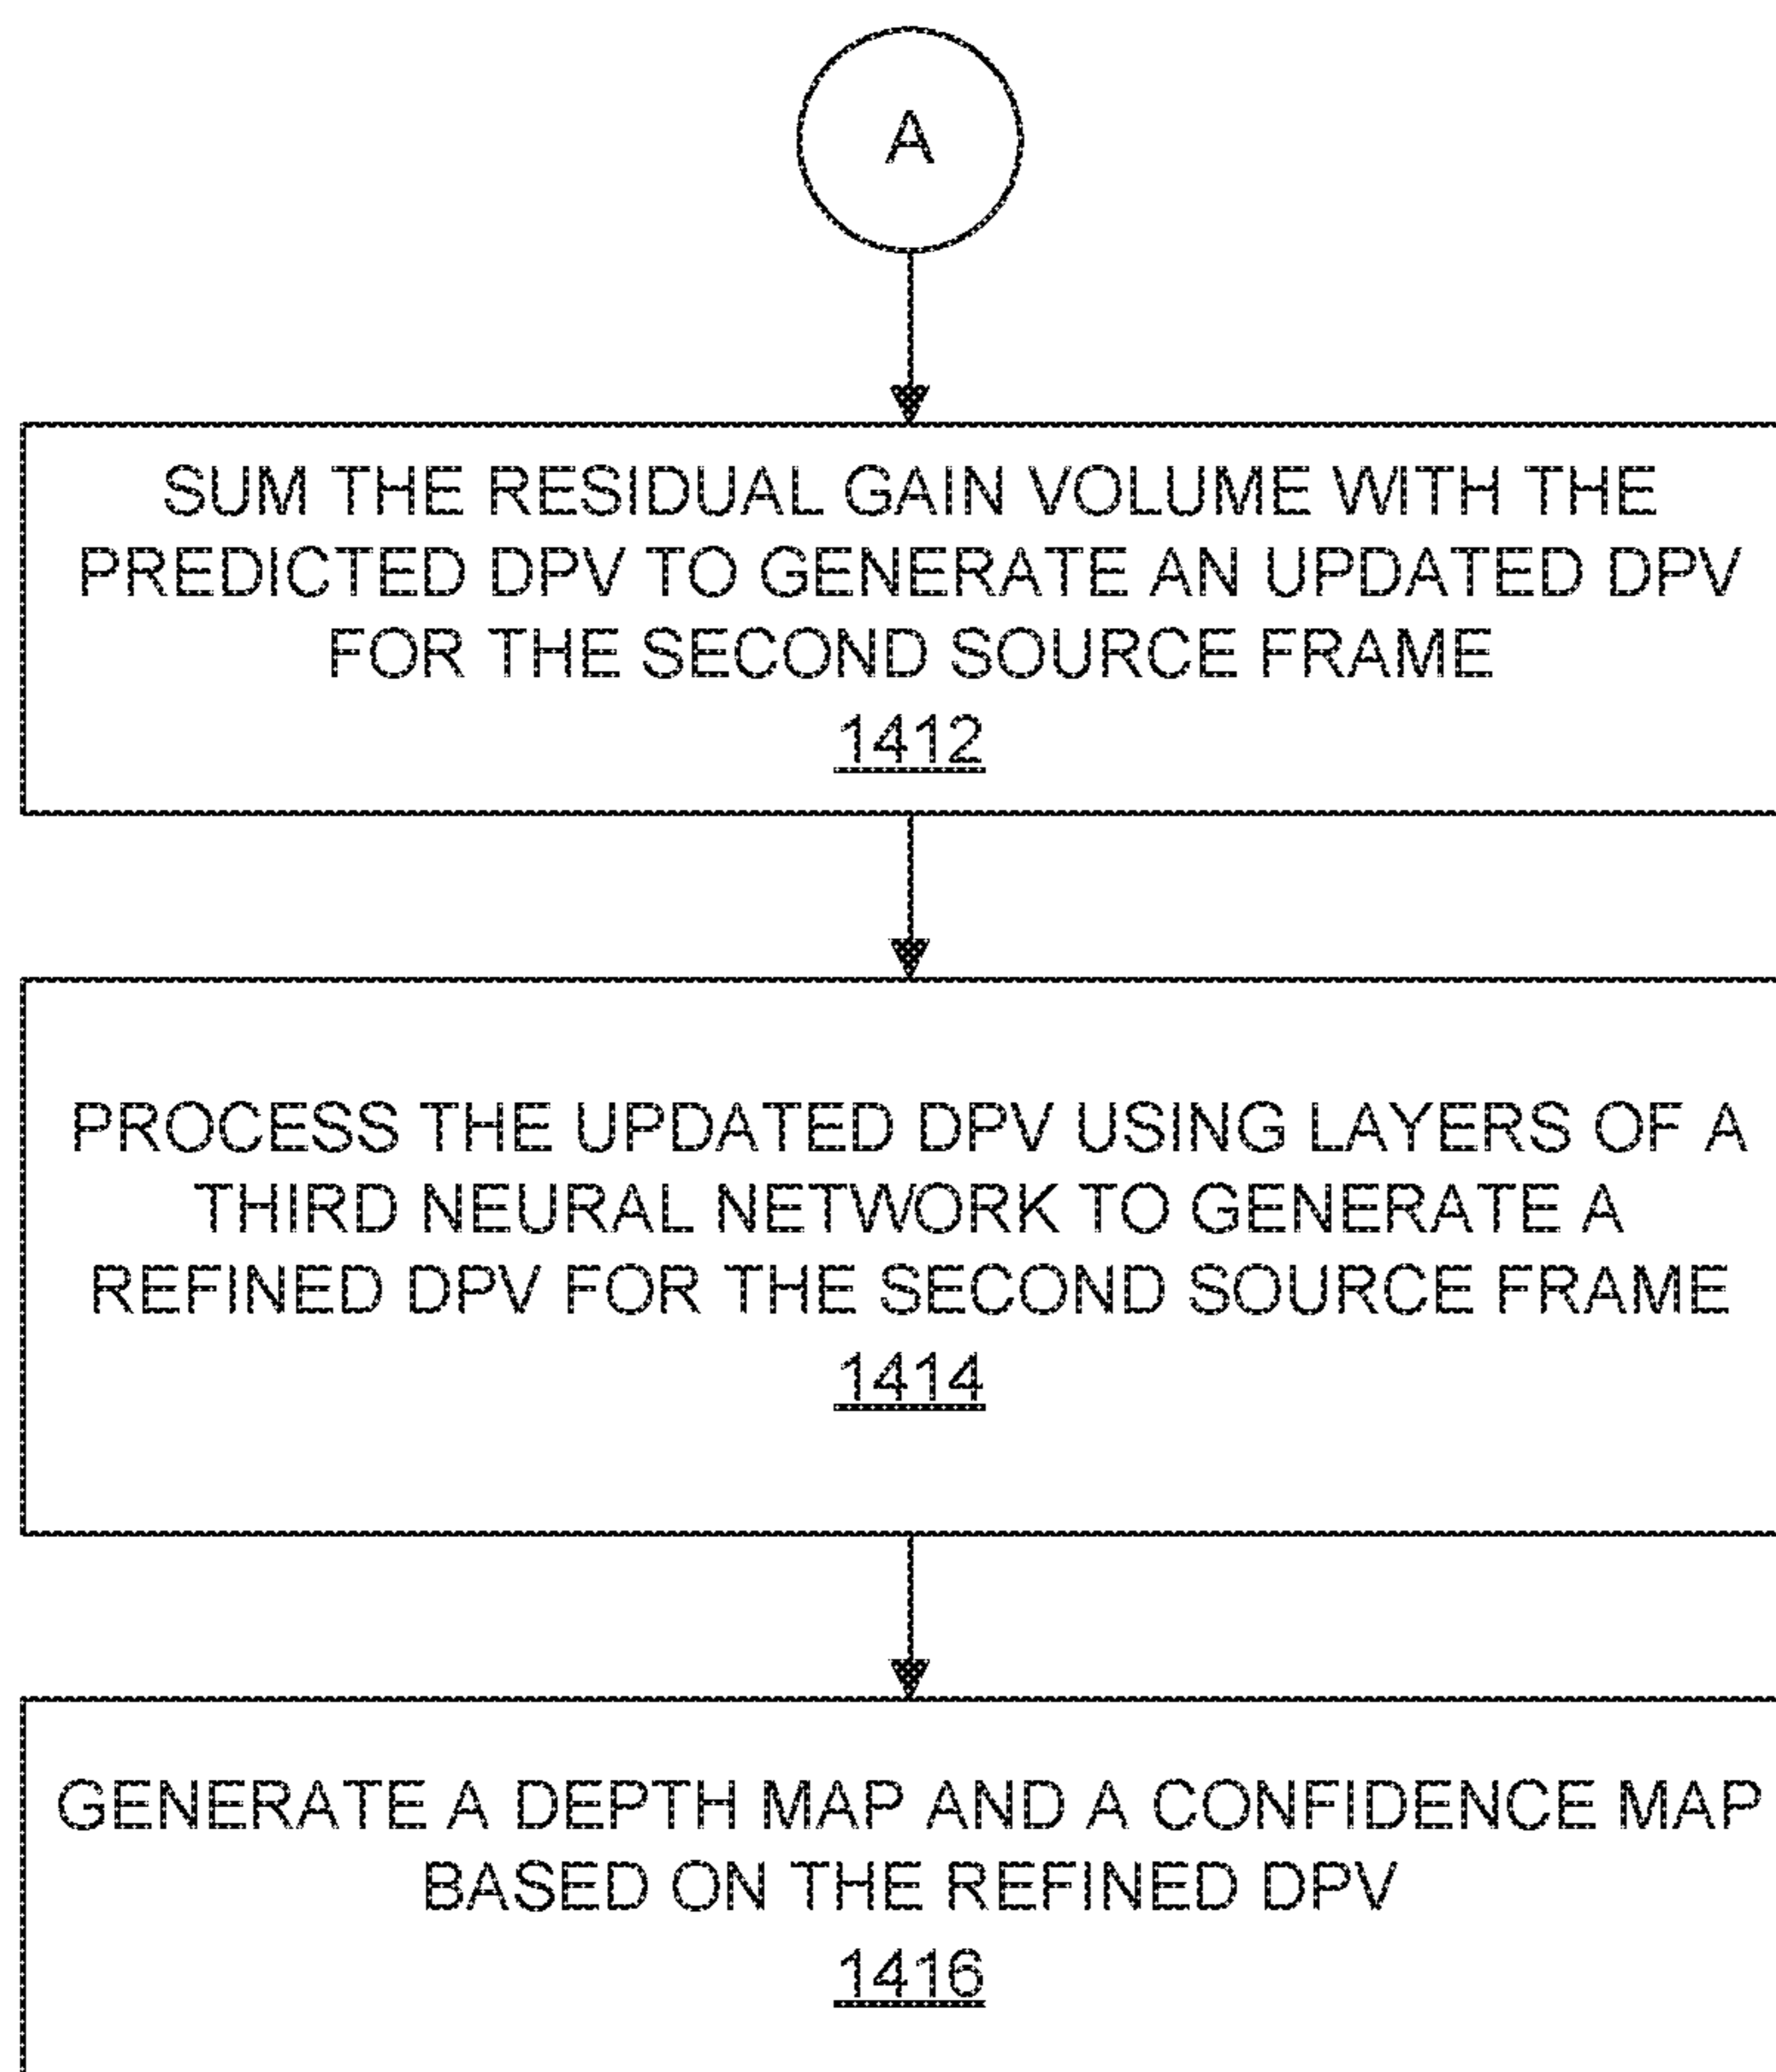 A
SUM THE RESIDUAL GAIN VOLUME WITH THE
PREDICTED DPV TO GENERATE AN UPDATED DPV
FOR THE SECOND SOURCE FRAME
1412
PROCESS THE UPDATED DPV USING LAYERS OF A
THIRD NEURAL NETWORK TO GENERATE A
REFINED DPV FOR THE SECOND SOURCE FRAME
1414
GENERATE A DEPTH MAP AND A CONFIDENCE MAP
BASED ON THE REFINED DPV
1416